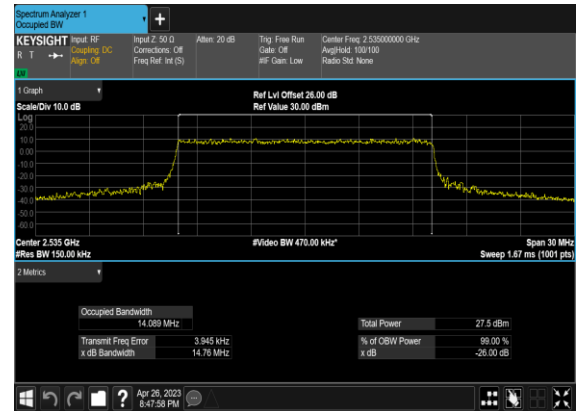 Spectrum Analyzer 1
Occupied BW
+
KEYSIGHT
R T
LXI
Input: RF
Coupling: DC
Align: Off
Input Z: 50 Ω
Corrections: Off
Freq Ref: Int (S)
Atten: 20 dB
Trig: Free Run
Gate: Off
#IF Gain: Low
Center Freq: 2.535000000 GHz
Avg|Hold: 100/100
Radio Std: None
1 Graph
Scale/Div 10.0 dB
Ref Lvl Offset 26.00 dB
Ref Value 30.00 dBm
Log
20.0
10.0
0.00
-10.0
-20.0
-30.0
-40.0
-50.0
-60.0
Center 2.535 GHz
#Res BW 150.00 kHz
#Video BW 470.00 kHz*
Span 30 MHz
Sweep 1.67 ms (1001 pts)
2 Metrics
Occupied Bandwidth
14.089 MHz
Transmit Freq Error 3.945 kHz
x dB Bandwidth 14.76 MHz
Total Power 27.5 dBm
% of OBW Power 99.00 %
x dB -26.00 dB
?
Apr 26, 2023
8:47:58 PM